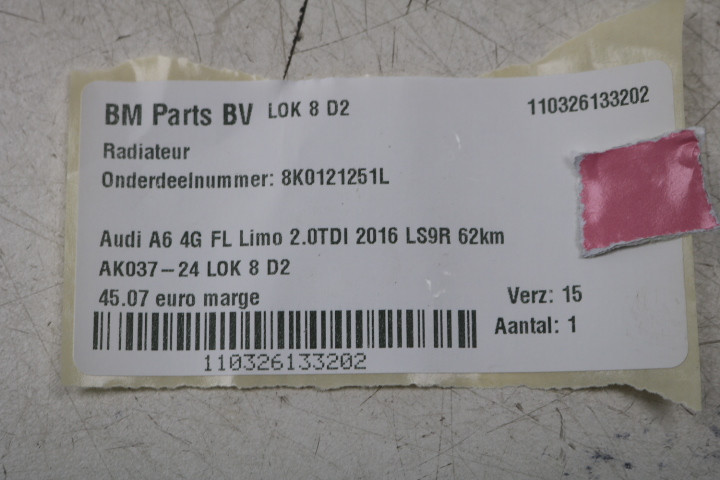 BM Parts BV LOK 8 D2 110326133202
Radiateur
Onderdeelnummer: 8K0121251L
Audi A6 4G FL Limo 2.0TDI 2016 LS9R 62km
AK037-24 LOK 8 D2
45.07 euro marge Verz: 15
Aantal: 1
110326133202